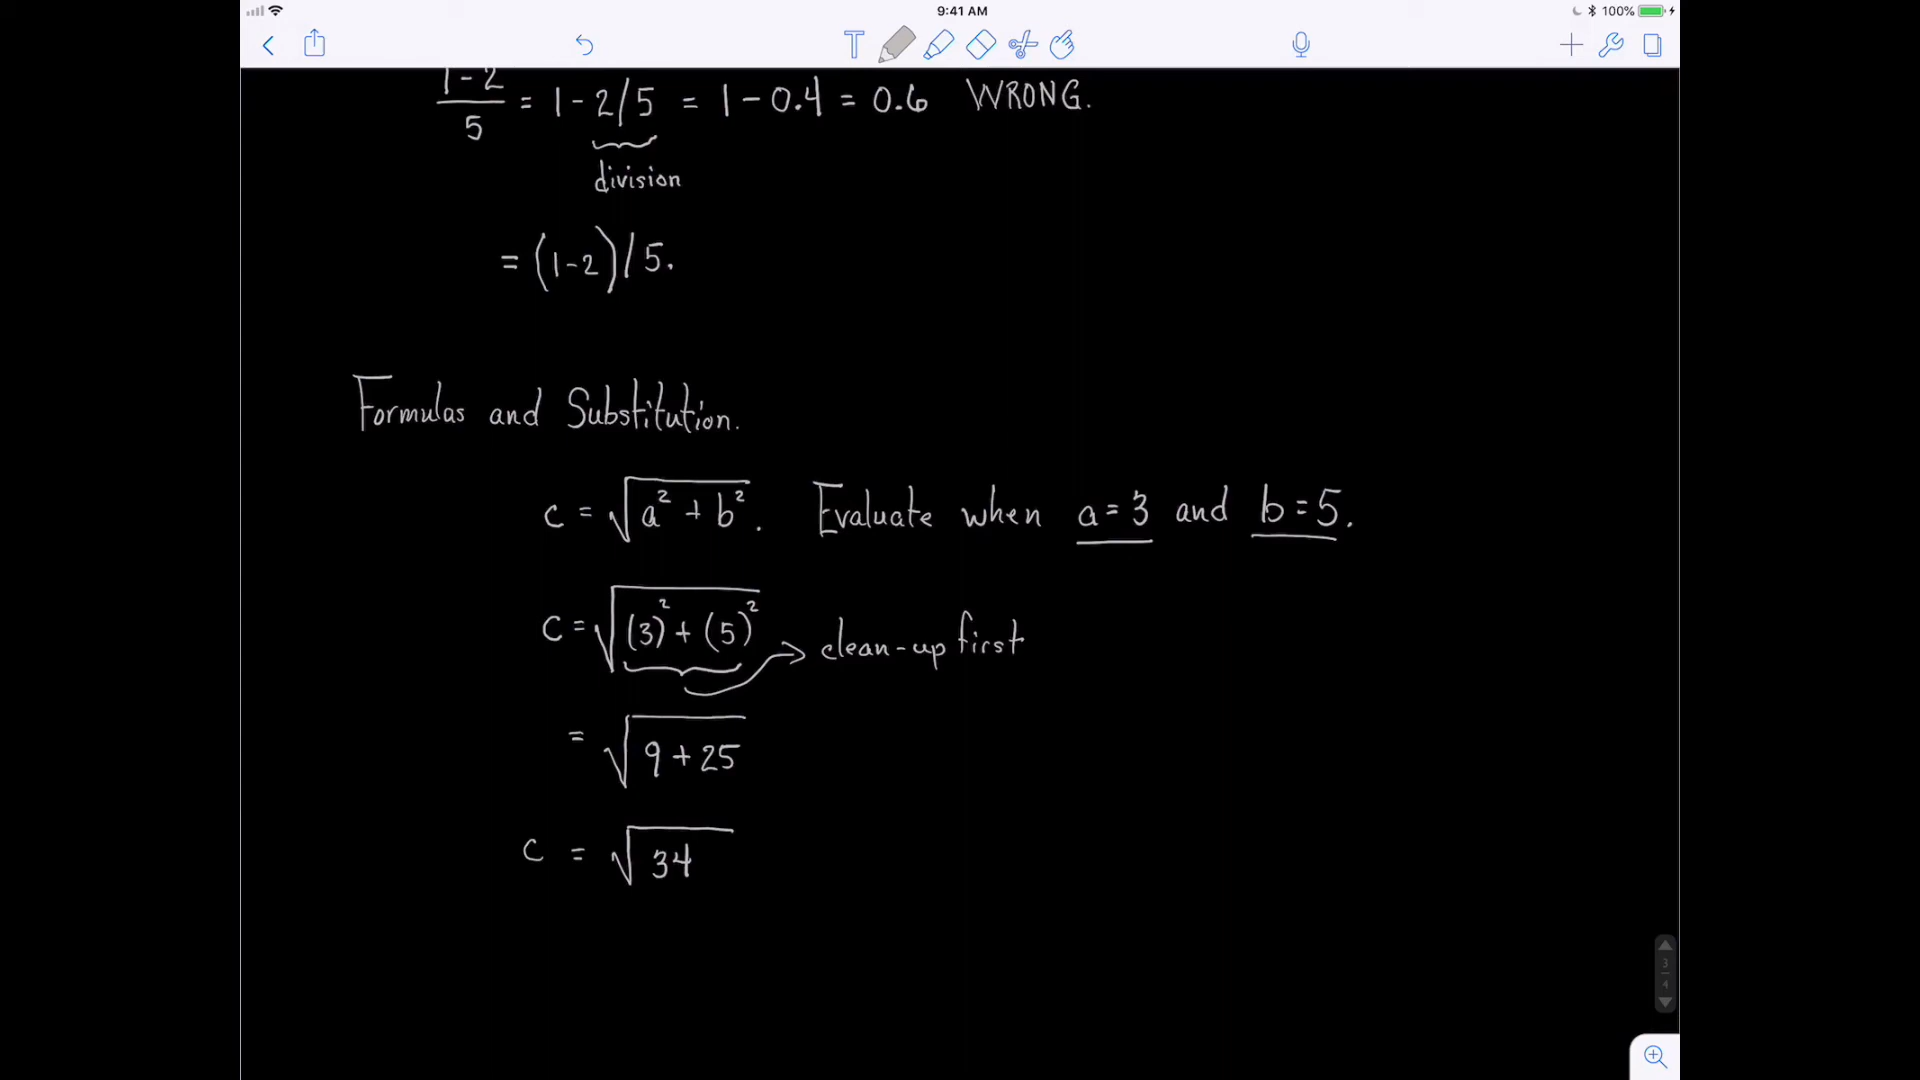 9:41 AM
100%
T
1-2/5 = 1 - 2/5 = 1 - 0.4 = 0.6 WRONG.
division
= (1-2)/5.
Formulas and Substitution.
c = √(a² + b²). Evaluate when a = 3 and b = 5.
c = √((3)² + (5)²) → clean-up first
= √(9 + 25)
c = √34
3
4